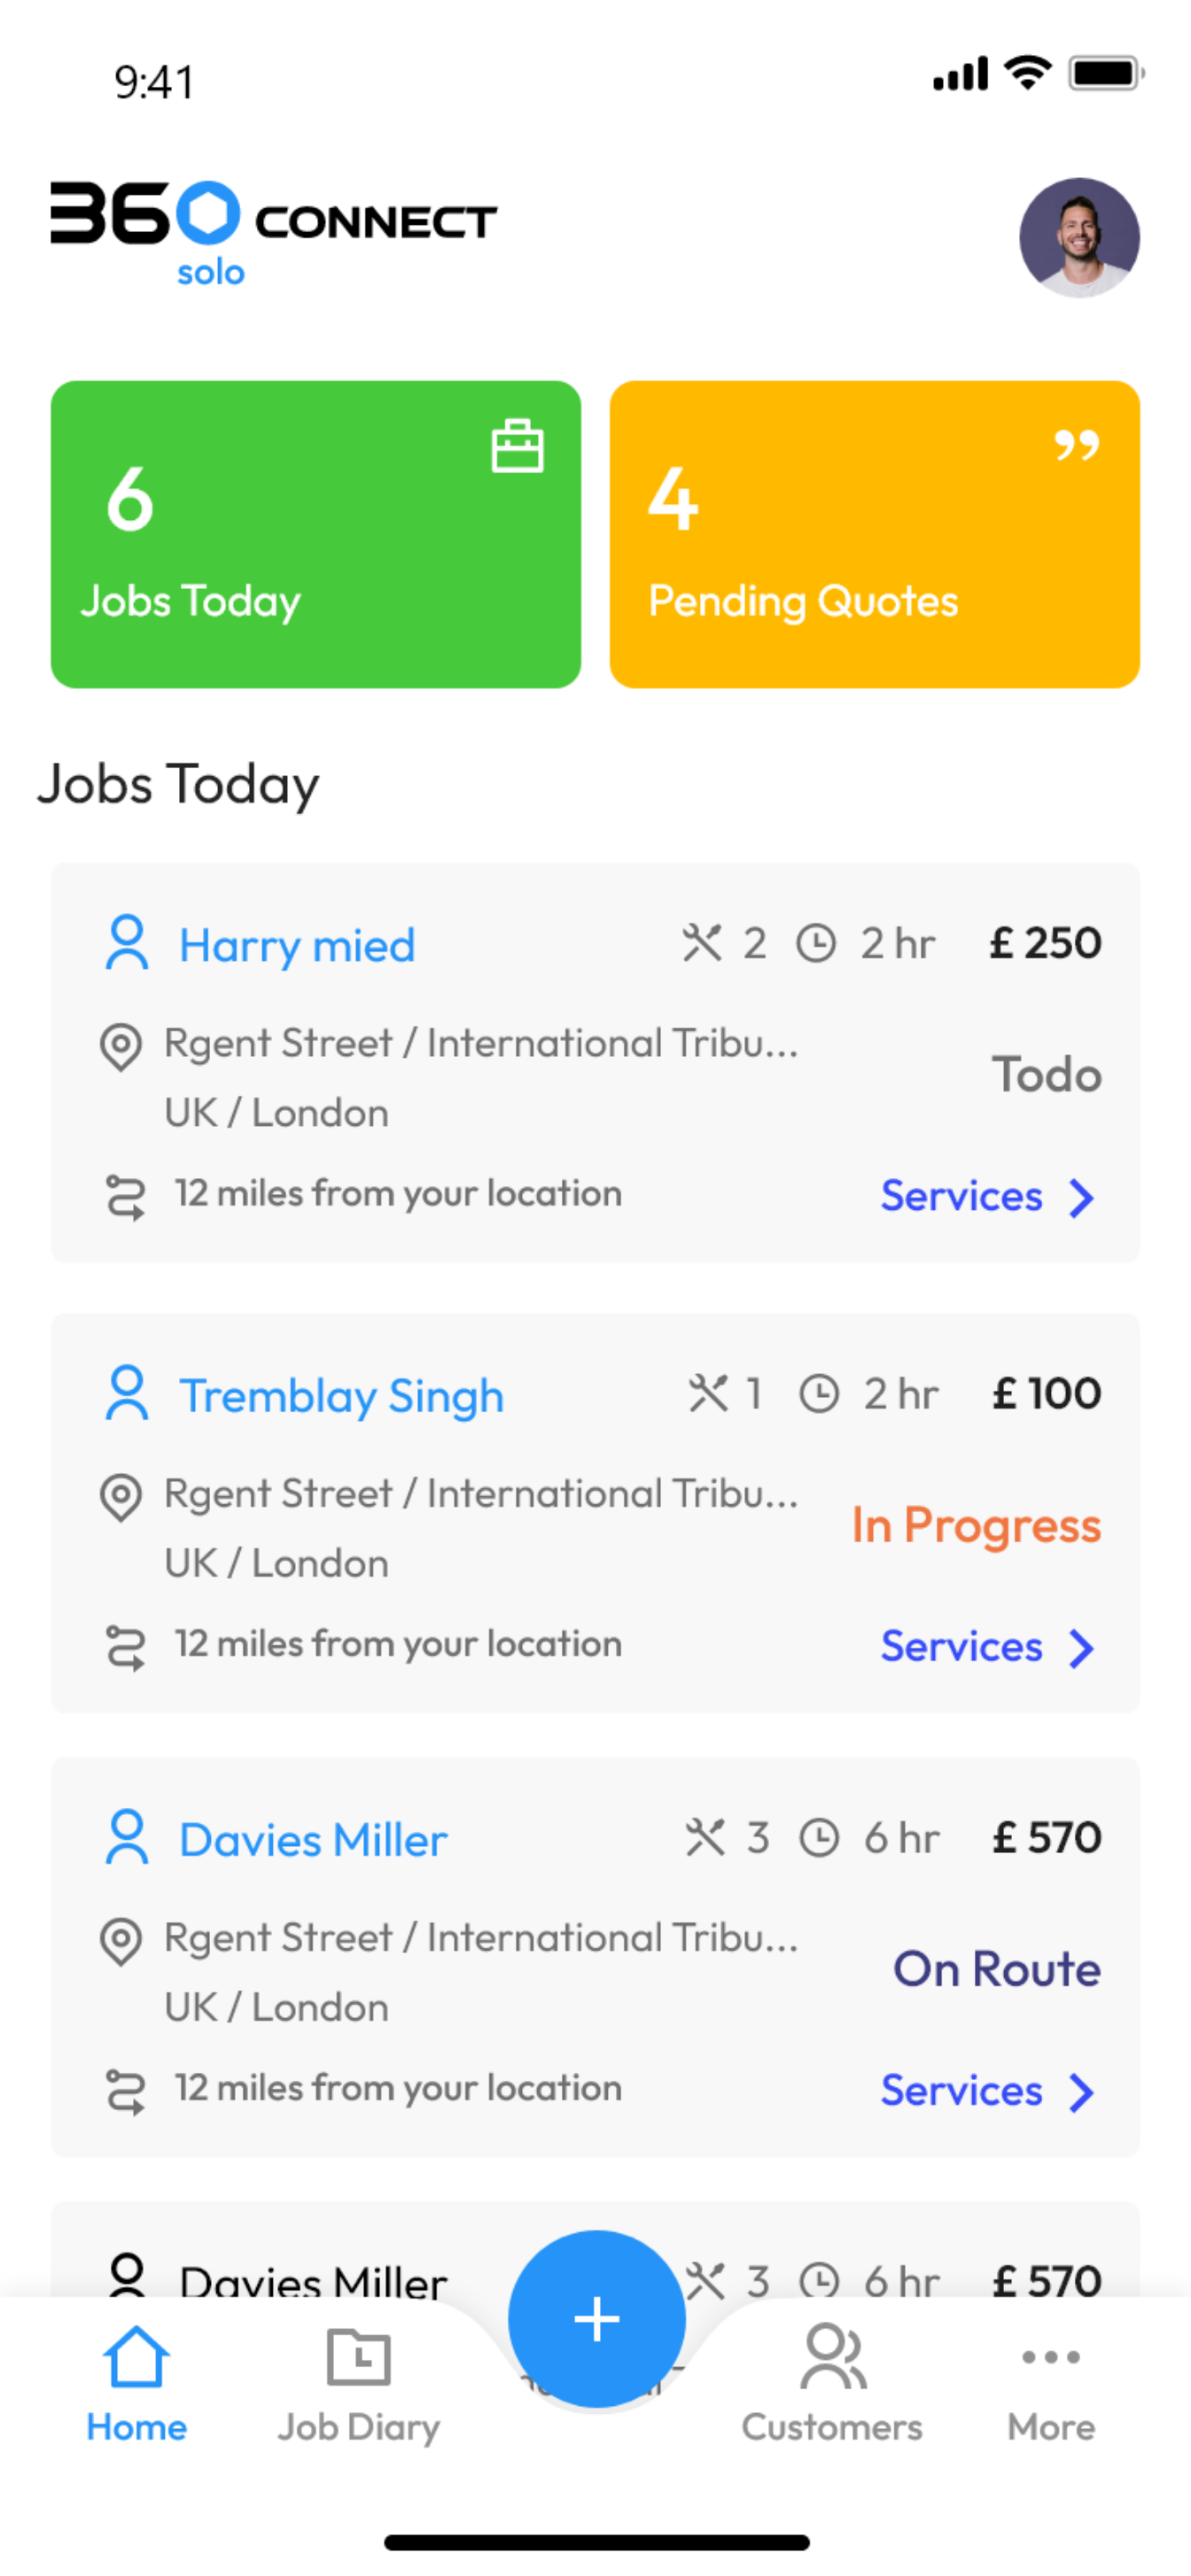 9:41
360 CONNECT
solo
6
4
Jobs Today
Pending Quotes
Jobs Today
Harry mied 2 2 hr £ 250
Rgent Street / International Tribu...
Todo
UK / London
12 miles from your location Services
Tremblay Singh 1 2 hr £ 100
Rgent Street / International Tribu...
In Progress
UK / London
12 miles from your location Services
Davies Miller 3 6 hr £ 570
Rgent Street / International Tribu...
On Route
UK / London
12 miles from your location Services
Davies Miller 3 6 hr £ 570
Home Job Diary Customers More